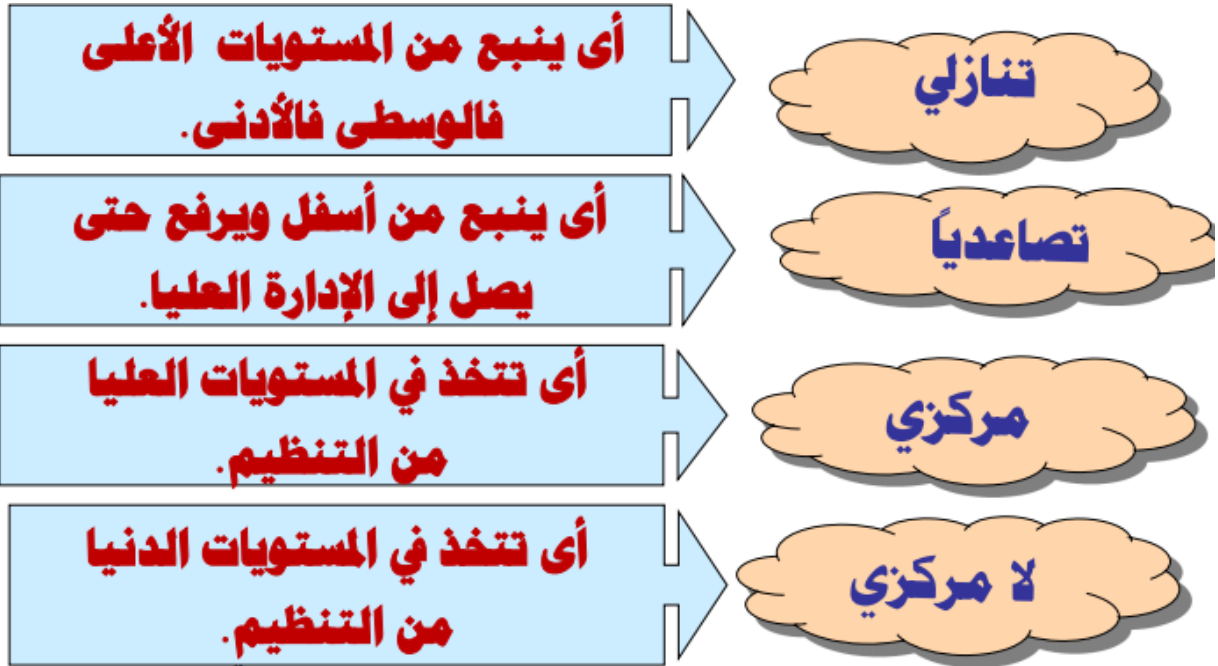 تنازلي
أى ينبع من المستويات الأعلى
فالوسطى فالأدنى.
تصاعدياً
أى ينبع من أسفل ويرفع حتى
يصل إلى الإدارة العليا.
مركزي
أى تتخذ في المستويات العليا
من التنظيم.
لا مركزي
أى تتخذ في المستويات الدنيا
من التنظيم.